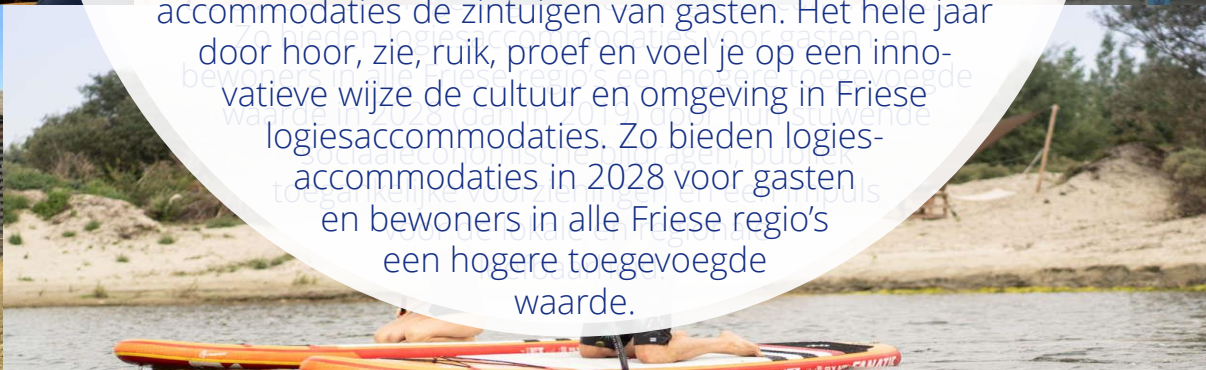 accommodaties de zintuigen van gasten. Het hele jaar
door hoor, zie, ruik, proef en voel je op een inno-
vatieve wijze de cultuur en omgeving in Friese
logiesaccommodaties. Zo bieden logies-
accommodaties in 2028 voor gasten
en bewoners in alle Friese regio’s
een hogere toegevoegde
waarde.
FANATIC